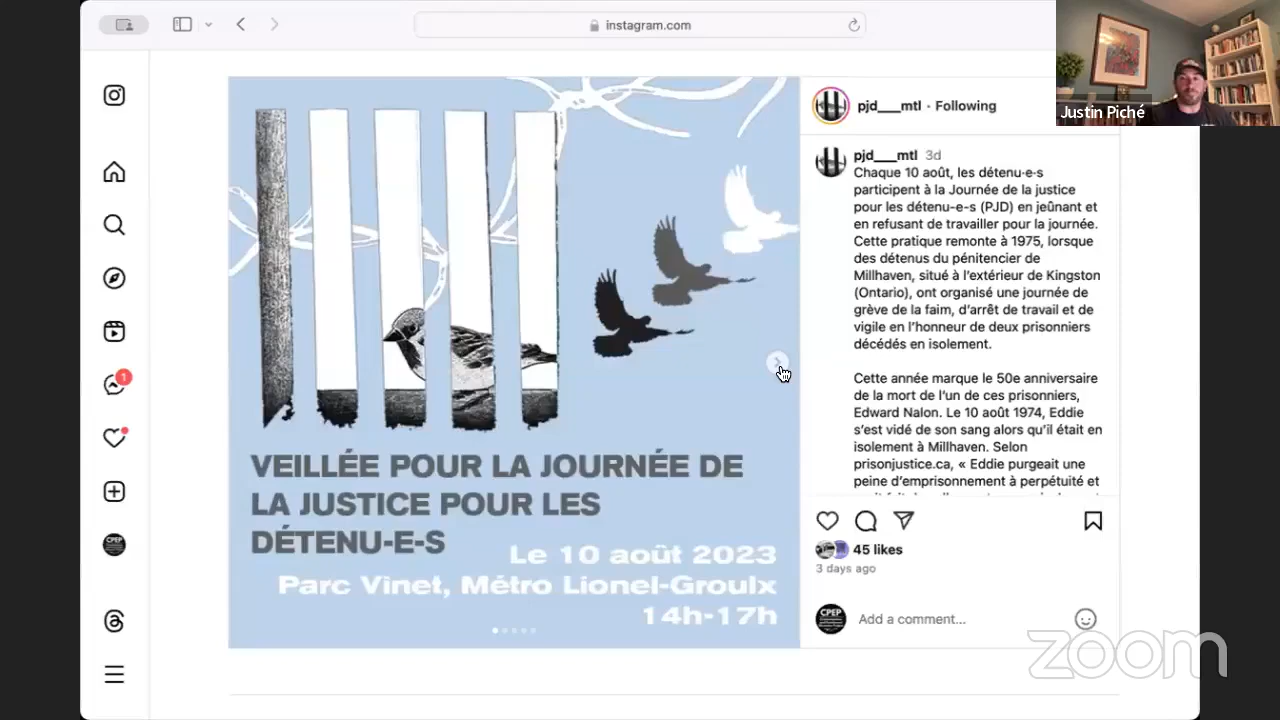 instagram.com
Justin Piché
pjd___mtl · Following
pjd___mtl 3d
Chaque 10 août, les détenu·e·s
participent à la Journée de la justice
pour les détenu-e-s (PJD) en jeûnant et
en refusant de travailler pour la journée.
Cette pratique remonte à 1975, lorsque
des détenus du pénitencier de
Millhaven, situé à l'extérieur de Kingston
(Ontario), ont organisé une journée de
grève de la faim, d'arrêt de travail et de
vigile en l'honneur de deux prisonniers
décédés en isolement.
Cette année marque le 50e anniversaire
de la mort de l'un de ces prisonniers,
Edward Nalon. Le 10 août 1974, Eddie
s'est vidé de son sang alors qu'il était en
isolement à Millhaven. Selon
prisonjustice.ca, « Eddie purgeait une
peine d'emprisonnement à perpétuité et
VEILLÉE POUR LA JOURNÉE DE
LA JUSTICE POUR LES
DÉTENU-E-S
Le 10 août 2023
Parc Vinet, Métro Lionel-Groulx
14h-17h
1
CPEP
45 likes
3 days ago
CPEP
Add a comment...
zoom